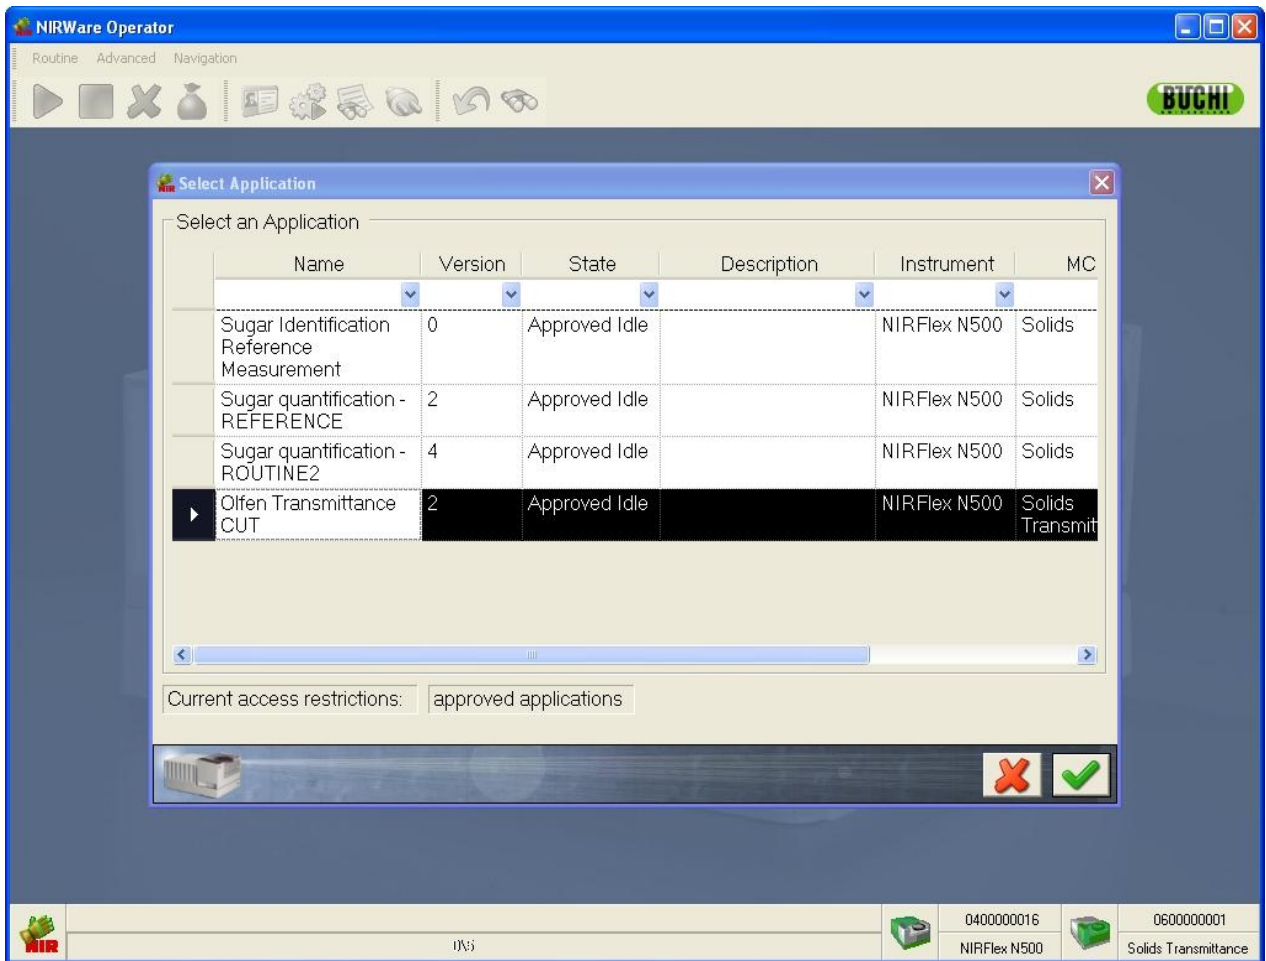 NIRWare Operator
Routine Advanced Navigation
BUCHI
Select Application
Select an Application
Name Version State Description Instrument MC
Sugar Identification 0 Approved Idle NIRFlex N500 Solids
Reference
Measurement
Sugar quantification - 2 Approved Idle NIRFlex N500 Solids
REFERENCE
Sugar quantification - 4 Approved Idle NIRFlex N500 Solids
ROUTINE2
Olfen Transmittance 2 Approved Idle NIRFlex N500 Solids
CUT Transmit
Current access restrictions: approved applications
0400000016 0600000001
NIR NIRFlex N500 Solids Transmittance